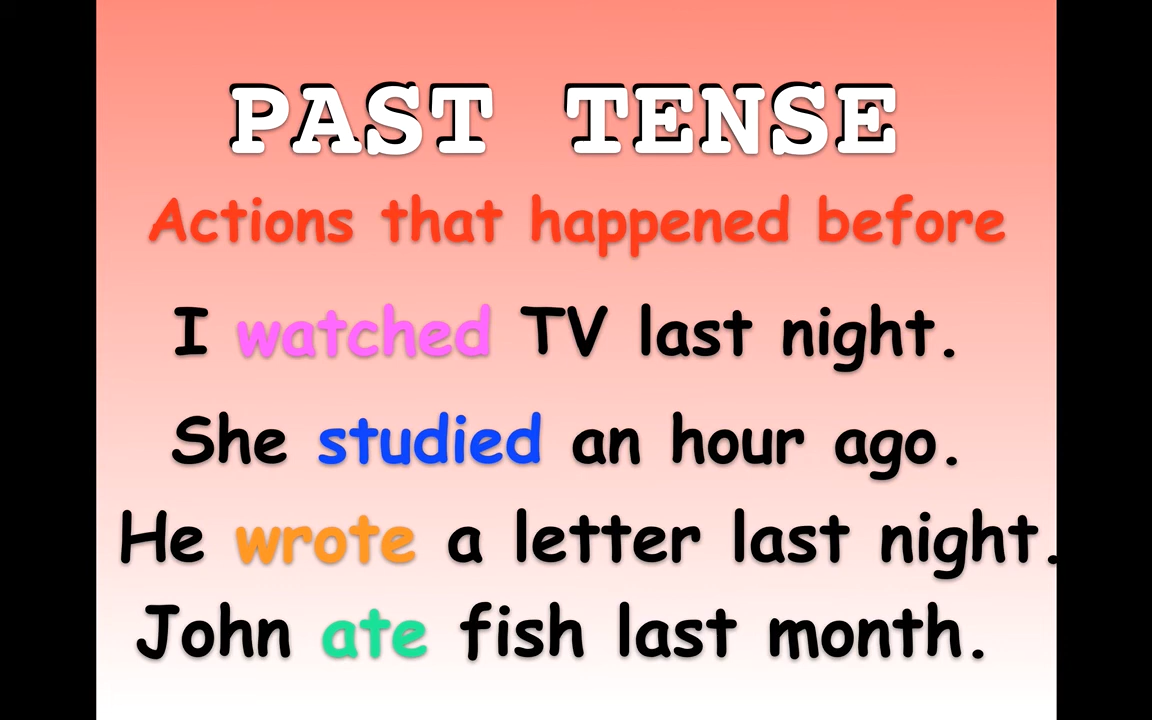 PAST TENSE
Actions that happened before
I watched TV last night.
She studied an hour ago.
He wrote a letter last night.
John ate fish last month.